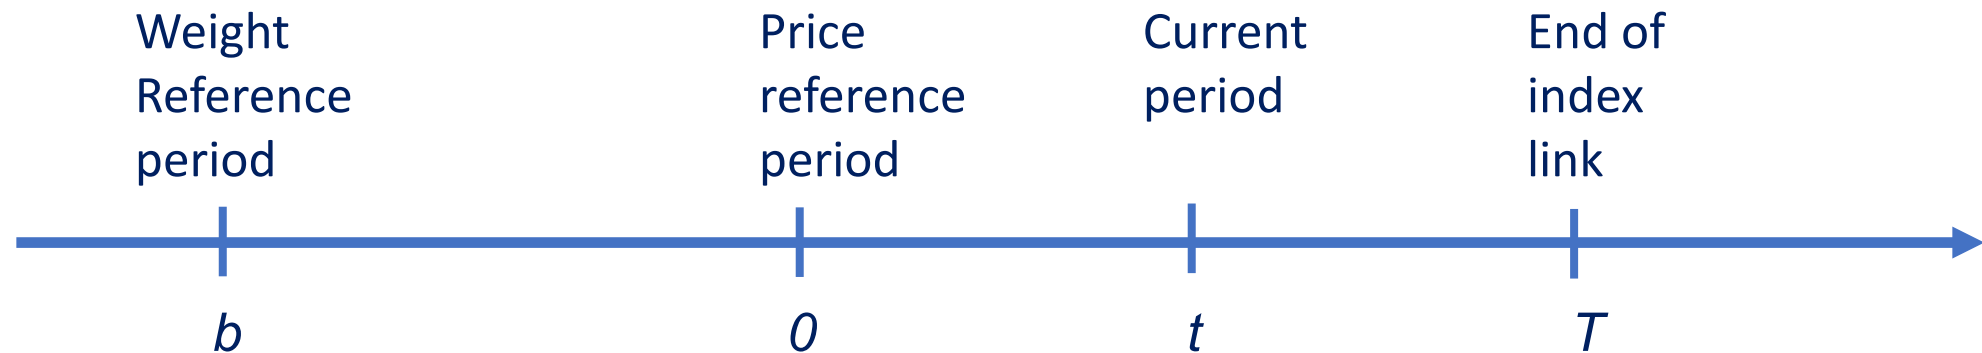 Weight
Reference
period
Price
reference
period
Current
period
End of
index
link
b
0
t
T